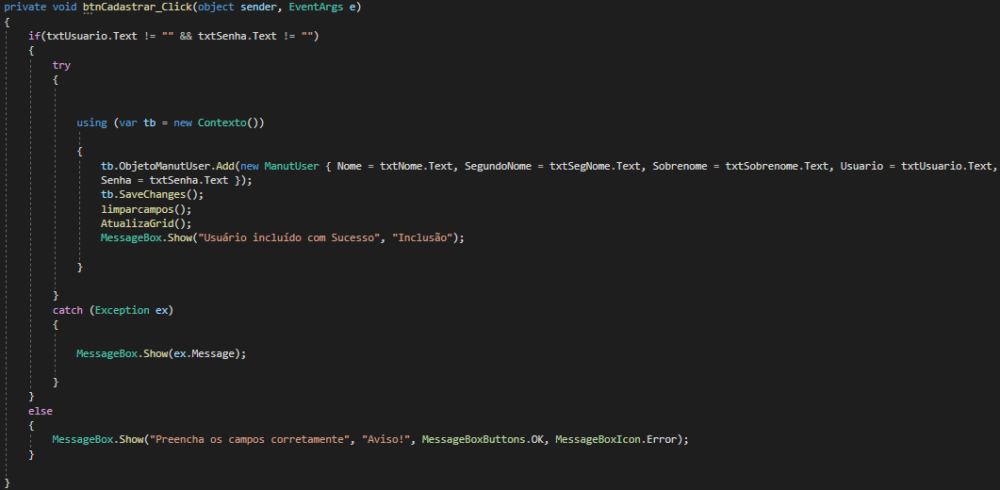 private void btnCadastrar_Click(object sender, EventArgs e)
{
if(txtUsuario.Text != "" && txtSenha.Text != "")
{
try
{
using (var tb = new Contexto())
{
tb.ObjetoManutUser.Add(new ManutUser { Nome = txtNome.Text, SegundoNome = txtSegNome.Text, Sobrenome = txtSobrenome.Text, Usuario = txtUsuario.Text,
Senha = txtSenha.Text });
tb.SaveChanges();
limparcampos();
AtualizaGrid();
MessageBox.Show("Usuário incluído com Sucesso", "Inclusão");
}
}
catch (Exception ex)
{
MessageBox.Show(ex.Message);
}
}
else
{
MessageBox.Show("Preencha os campos corretamente", "Aviso!", MessageBoxButtons.OK, MessageBoxIcon.Error);
}
}